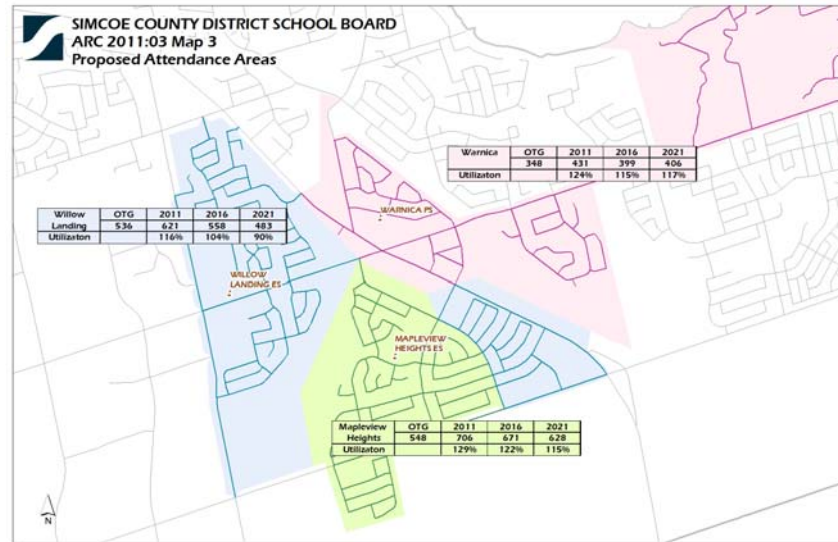 SIMCOE COUNTY DISTRICT SCHOOL BOARD
ARC 2011:03 Map 3
Proposed Attendance Areas
Warnica OTG 2011 2016 2021
348 431 399 406
Utilizaton 124% 115% 117%
WARNICA PS
Willow OTG 2011 2016 2021
Landing 536 621 558 483
Utilizaton 116% 104% 90%
WILLOW
LANDING ES
MAPLEVIEW
HEIGHTS ES
Mapleview OTG 2011 2016 2021
Heights 548 706 671 628
Utilizaton 129% 122% 115%
N